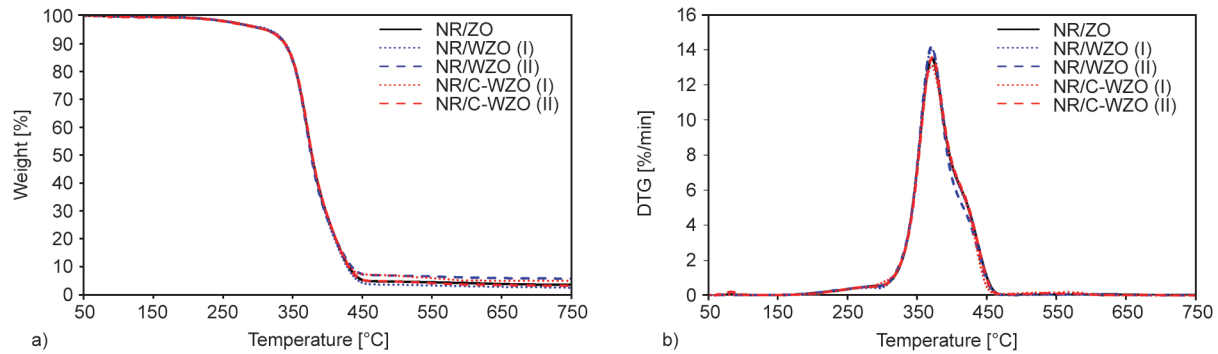 100
90
80
70
60
50
40
30
20
10
0
Weight [%]
NR/ZO
NR/WZO (I)
NR/WZO (II)
NR/C-WZO (I)
NR/C-WZO (II)
50 150 250 350 450 550 650 750
Temperature [°C]
a)
16
14
12
10
8
6
4
2
0
DTG [%/min]
NR/ZO
NR/WZO (I)
NR/WZO (II)
NR/C-WZO (I)
NR/C-WZO (II)
50 150 250 350 450 550 650 750
Temperature [°C]
b)